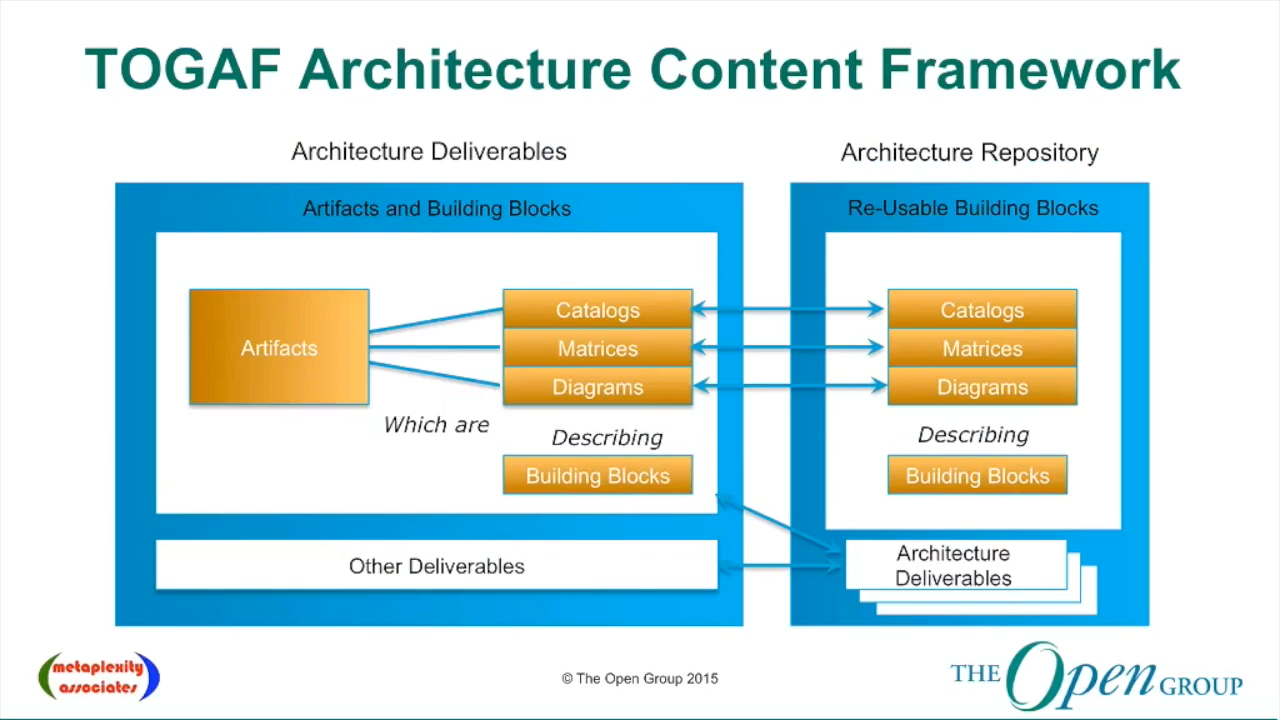 TOGAF Architecture Content Framework
Architecture Deliverables
Artifacts and Building Blocks
Artifacts
Catalogs
Matrices
Diagrams
Which are
Describing
Building Blocks
Other Deliverables
Architecture Repository
Re-Usable Building Blocks
Catalogs
Matrices
Diagrams
Describing
Building Blocks
Architecture
Deliverables
metaplexity
associates
© The Open Group 2015
THE Open GROUP